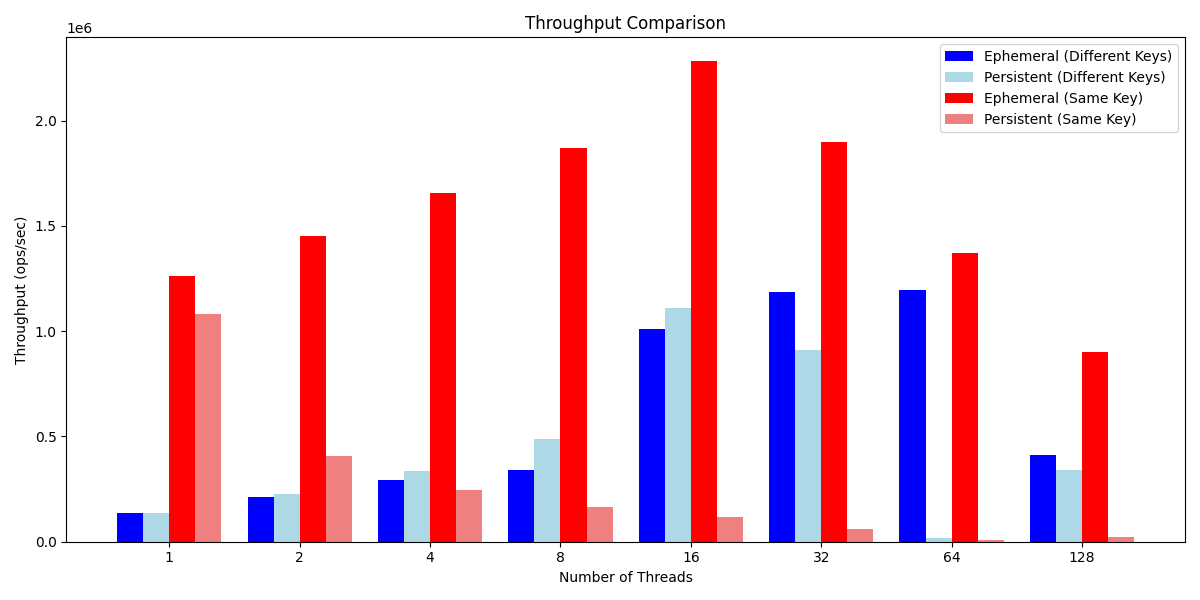 Throughput Comparison
1e6
Ephemeral (Different Keys)
Persistent (Different Keys)
Ephemeral (Same Key)
Persistent (Same Key)
Throughput (ops/sec)
2.0
1.5
1.0
0.5
0.0
1 2 4 8 16 32 64 128
Number of Threads